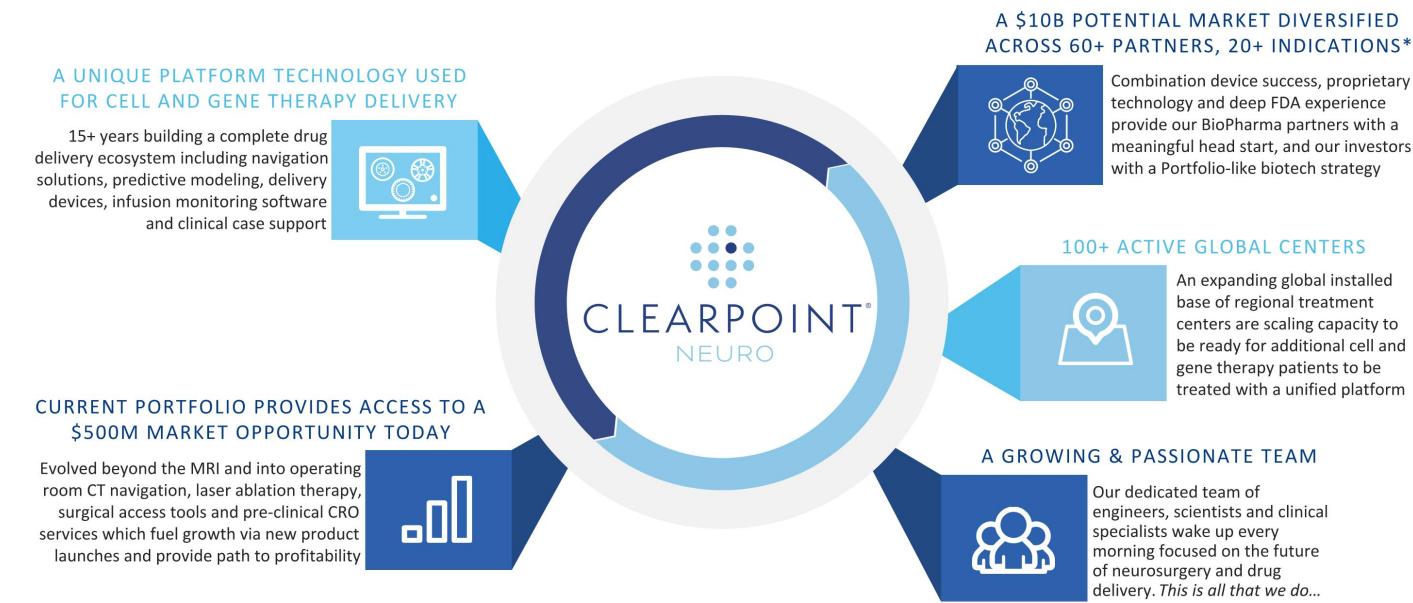 A UNIQUE PLATFORM TECHNOLOGY USED
FOR CELL AND GENE THERAPY DELIVERY
15+ years building a complete drug
delivery ecosystem including navigation
solutions, predictive modeling, delivery
devices, infusion monitoring software
and clinical case support
CURRENT PORTFOLIO PROVIDES ACCESS TO A
$500M MARKET OPPORTUNITY TODAY
Evolved beyond the MRI and into operating
room CT navigation, laser ablation therapy,
surgical access tools and pre-clinical CRO
services which fuel growth via new product
launches and provide path to profitability
CLEARPOINT®
NEURO
A $10B POTENTIAL MARKET DIVERSIFIED
ACROSS 60+ PARTNERS, 20+ INDICATIONS*
Combination device success, proprietary
technology and deep FDA experience
provide our BioPharma partners with a
meaningful head start, and our investors
with a Portfolio-like biotech strategy
100+ ACTIVE GLOBAL CENTERS
An expanding global installed
base of regional treatment
centers are scaling capacity to
be ready for additional cell and
gene therapy patients to be
treated with a unified platform
A GROWING & PASSIONATE TEAM
Our dedicated team of
engineers, scientists and clinical
specialists wake up every
morning focused on the future
of neurosurgery and drug
delivery. This is all that we do…